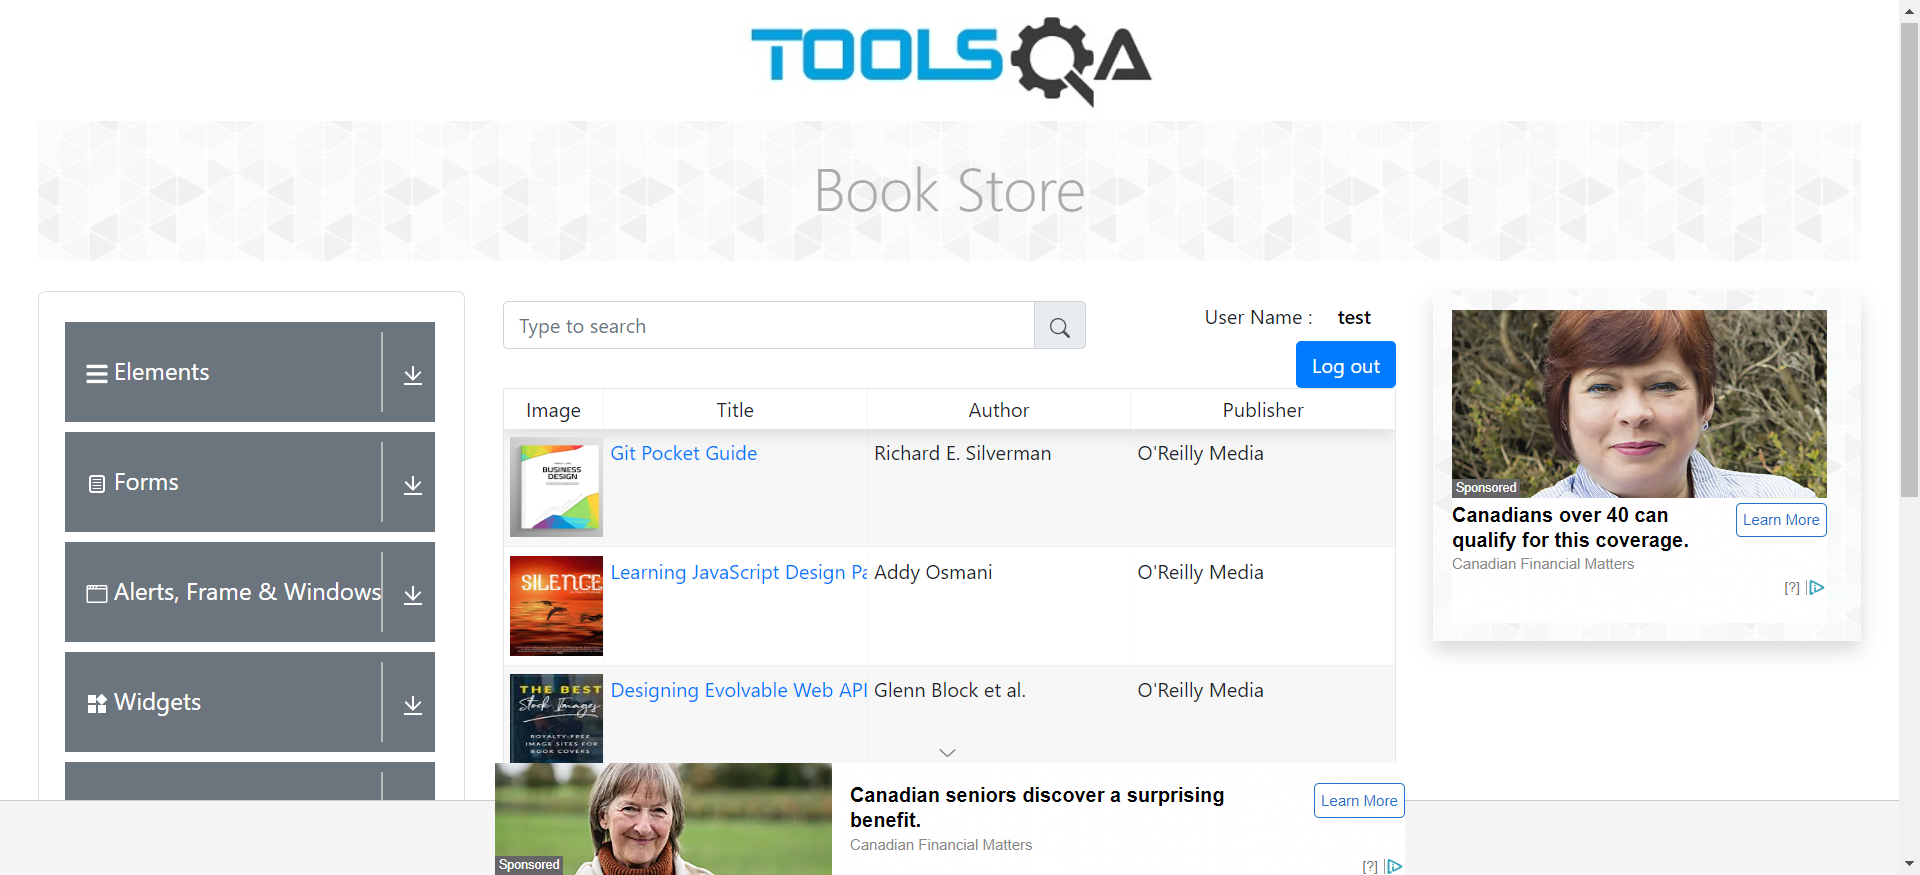 TOOLSQA
Book Store
Elements
Forms
Alerts, Frame & Windows
Widgets
Type to search
User Name : test
Log out
Image Title Author Publisher
BUSINESS
DESIGN
Git Pocket Guide Richard E. Silverman O'Reilly Media
SILENCE
Learning JavaScript Design Pa Addy Osmani O'Reilly Media
THE BEST
Stock Images
ROYALTY-FREE
IMAGE SITES FOR
BOOK COVERS
Designing Evolvable Web API Glenn Block et al. O'Reilly Media
Sponsored
Canadians over 40 can
qualify for this coverage.
Canadian Financial Matters
Learn More
[?]
Sponsored
Canadian seniors discover a surprising
benefit.
Canadian Financial Matters
Learn More
[?]